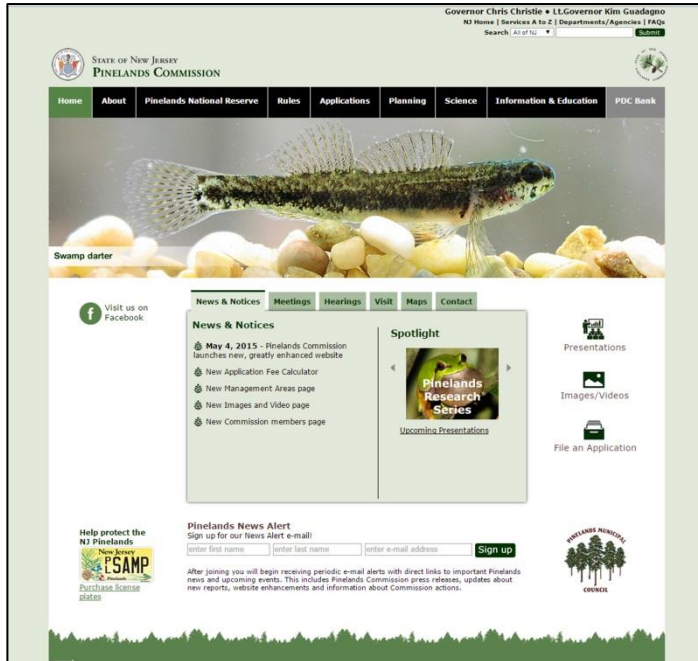 Governor Chris Christie • Lt.Governor Kim Guadagno
NJ Home | Services A to Z | Departments/Agencies | FAQs
Search All of NJ Submit
STATE OF NEW JERSEY
PINELANDS COMMISSION
Home About Pinelands National Reserve Rules Applications Planning Science Information & Education PDC Bank
Swamp darter
Visit us on
Facebook
News & Notices Meetings Hearings Visit Maps Contact
News & Notices
May 4, 2015 - Pinelands Commission
launches new, greatly enhanced website
New Application Fee Calculator
New Management Areas page
New Images and Video page
New Commission members page
Spotlight
Pinelands
Research
Series
Upcoming Presentations
Presentations
Images/Videos
File an Application
Help protect the
NJ Pinelands
New Jersey
PL SAMP
Pinelands
Purchase license
plates
Pinelands News Alert
Sign up for our News Alert e-mail!
enter first name enter last name enter e-mail address Sign up
After joining you will begin receiving periodic e-mail alerts with direct links to important Pinelands
news and upcoming events. This includes Pinelands Commission press releases, updates about
new reports, website enhancements and information about Commission actions.
PINELANDS MUNICIPAL
COUNCIL